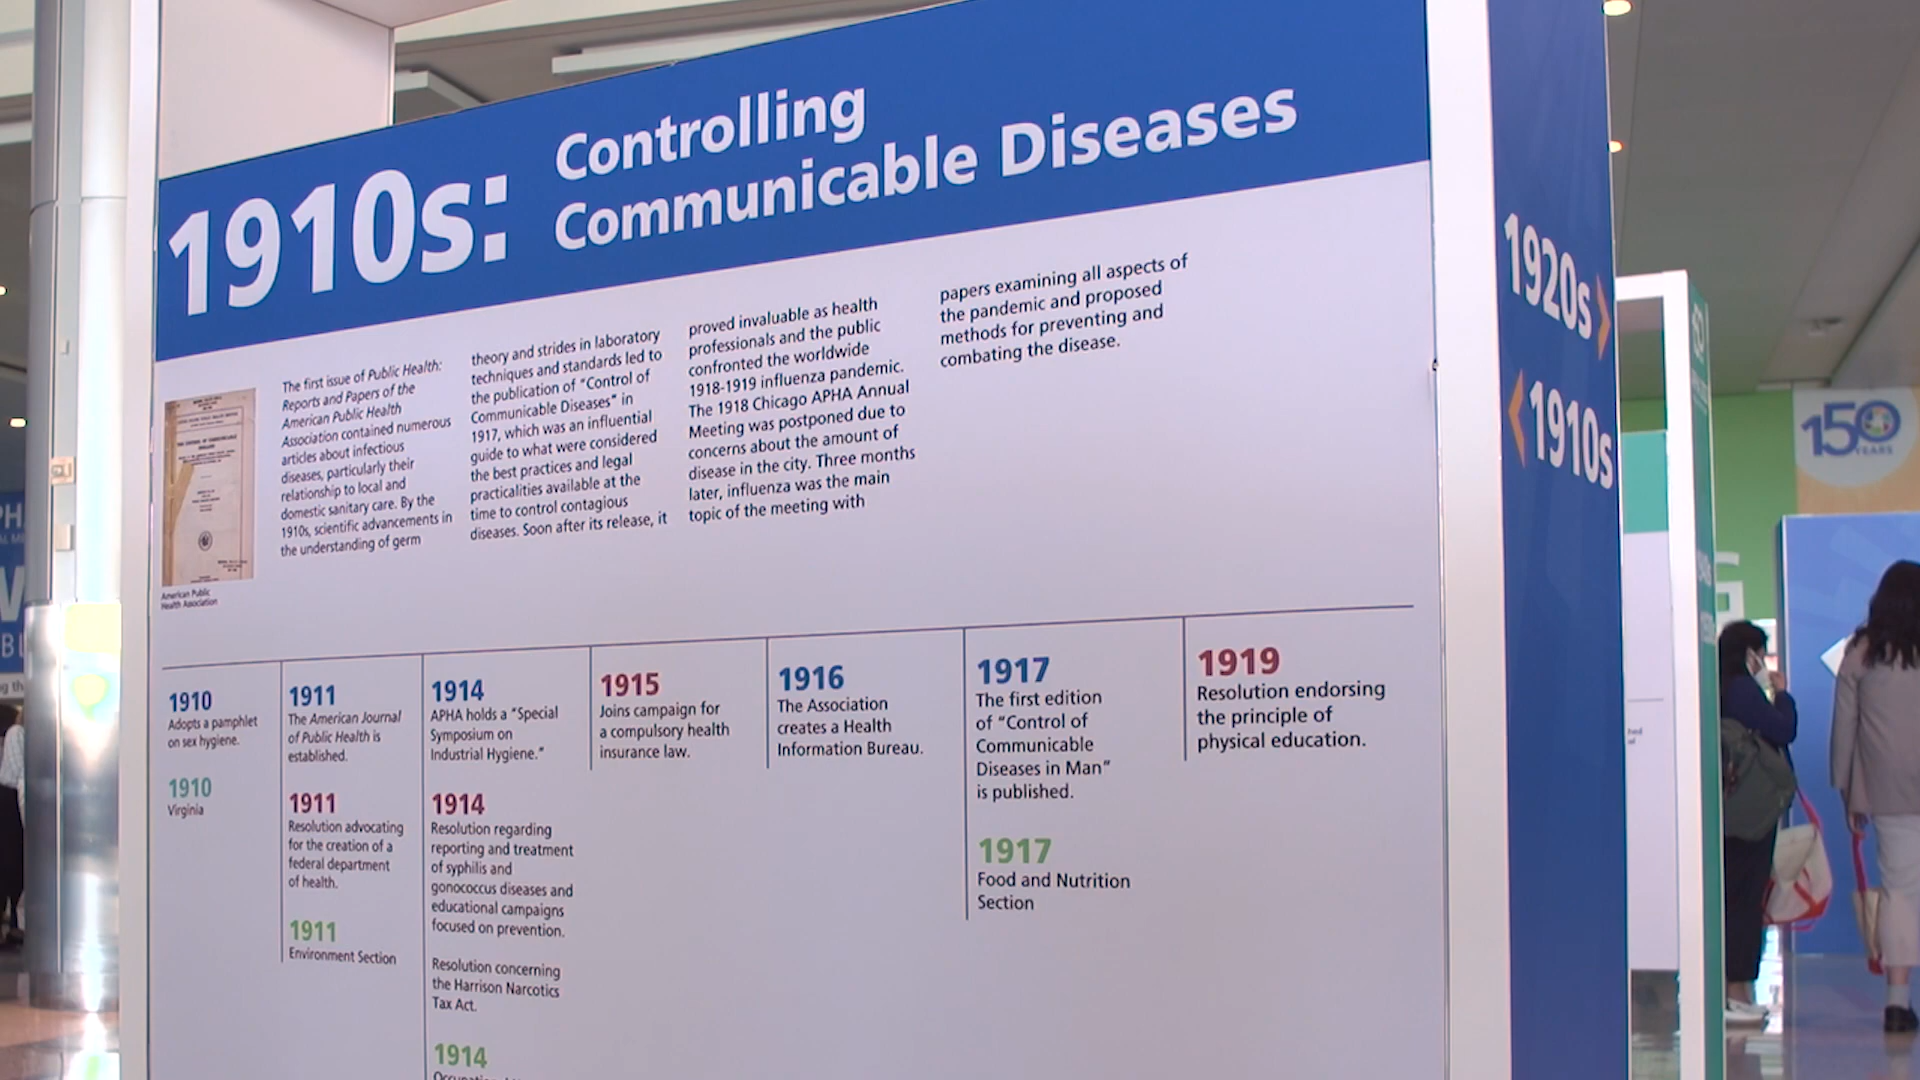 1910s:
Controlling
Communicable Diseases
The first issue of Public Health:
Reports and Papers of the
American Public Health
Association contained numerous
articles about infectious
diseases, particularly their
relationship to local and
domestic sanitary care. By the
1910s, scientific advancements in
the understanding of germ
theory and strides in laboratory
techniques and standards led to
the publication of "Control of
Communicable Diseases" in
1917, which was an influential
guide to what were considered
the best practices and legal
practicalities available at the
time to control contagious
diseases. Soon after its release, it
proved invaluable as health
professionals and the public
confronted the worldwide
1918-1919 influenza pandemic.
The 1918 Chicago APHA Annual
Meeting was postponed due to
concerns about the amount of
disease in the city. Three months
later, influenza was the main
topic of the meeting with
papers examining all aspects of
the pandemic and proposed
methods for preventing and
combating the disease.
American Public
Health Association
1910
Adopts a pamphlet
on sex hygiene.
1910
Virginia
1911
The American Journal
of Public Health is
established.
1911
Resolution advocating
for the creation of a
federal department
of health.
1911
Environment Section
1914
APHA holds a "Special
Symposium on
Industrial Hygiene."
1914
Resolution regarding
reporting and treatment
of syphilis and
gonococcus diseases and
educational campaigns
focused on prevention.
Resolution concerning
the Harrison Narcotics
Tax Act.
1914
1915
Joins campaign for
a compulsory health
insurance law.
1916
The Association
creates a Health
Information Bureau.
1917
The first edition
of "Control of
Communicable
Diseases in Man"
is published.
1917
Food and Nutrition
Section
1919
Resolution endorsing
the principle of
physical education.
1920s
1910s
150
YEARS